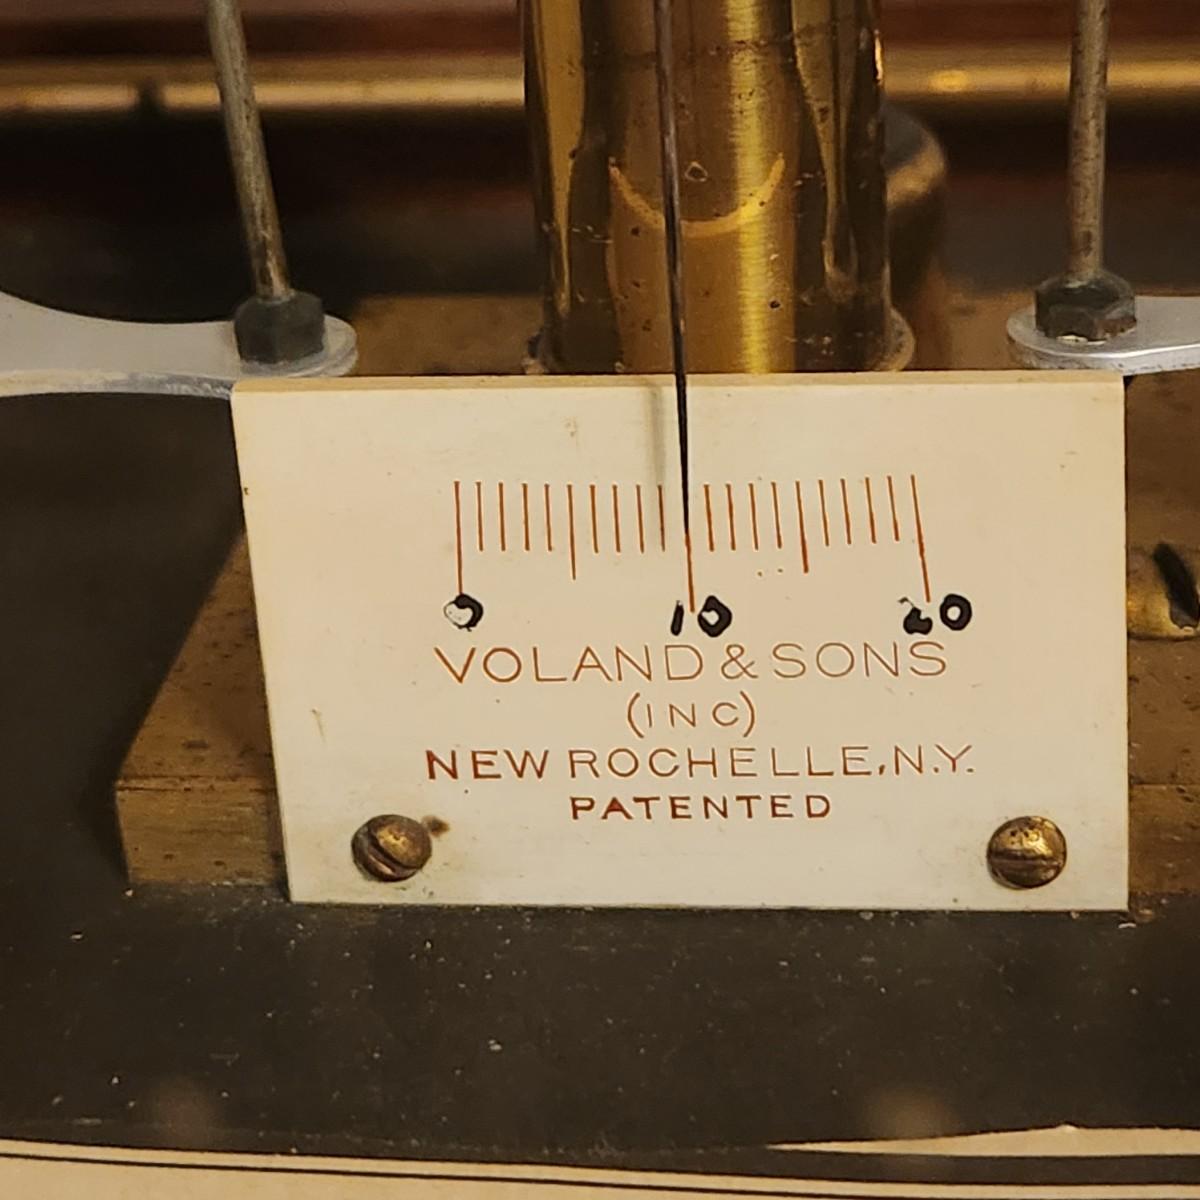 0 10 20
VOLAND & SONS
(INC)
NEW ROCHELLE, N.Y.
PATENTED